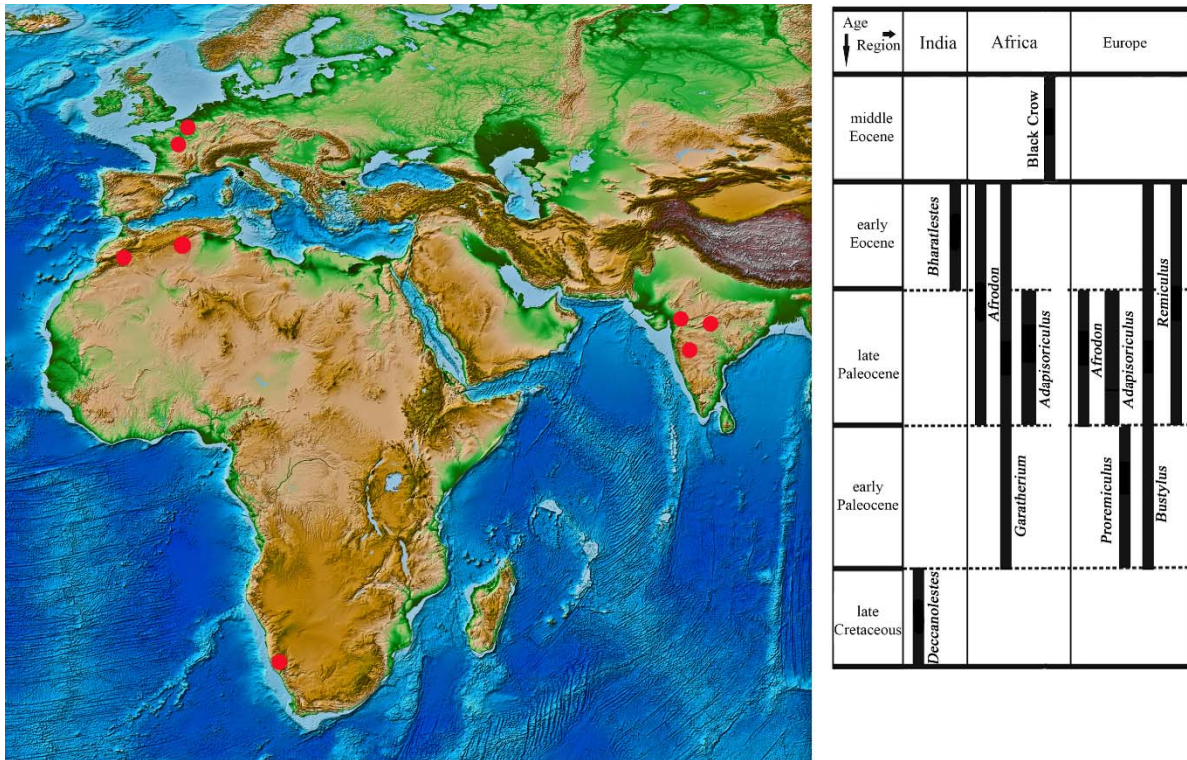 Age
Region
India
Africa
Europe
middle
Eocene
Black Crow
early
Eocene
Bharatlestes
Afrodon
Remiculus
late
Paleocene
Adapisoriculus
Afrodon
Adapisoriculus
early
Paleocene
Garatherium
Proremiculus
Bustylus
late
Cretaceous
Deccanolestes